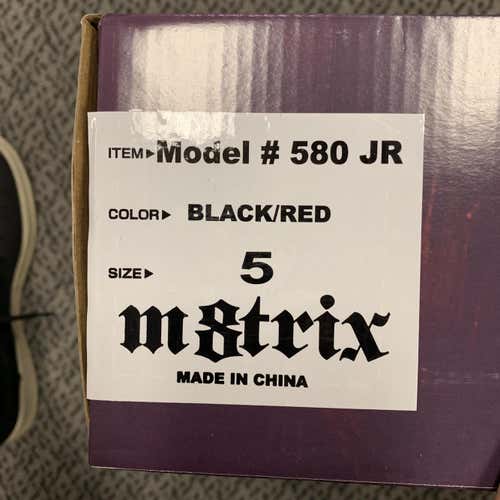 ITEM▸Model # 580 JR
COLOR▸ BLACK/RED
SIZE▸ 5
m8trix
MADE IN CHINA